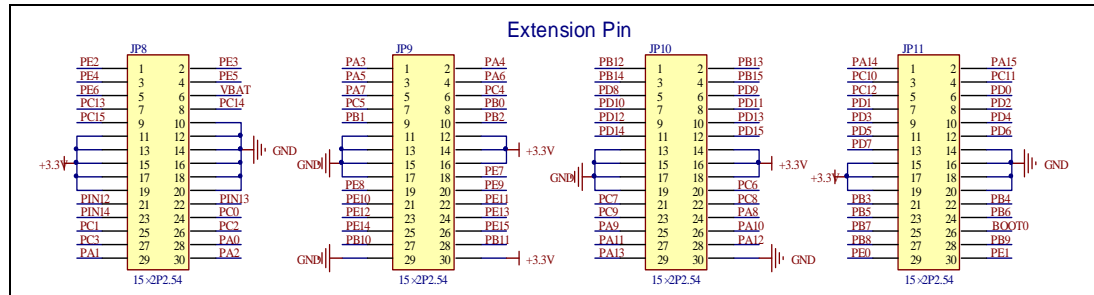 Extension Pin
JP8
PE2 1 2 PE3
PE4 3 4 PE5
PE6 5 6 VBAT
PC13 7 8 PC14
PC15 9 10
11 12
13 14 GND
+3.3V 15 16
17 18
19 20
PIN12 21 22 PIN13
PIN14 23 24 PC0
PC1 25 26 PC2
PC3 27 28 PA0
PA1 29 30 PA2
15×2P2.54
JP9
PA3 1 2 PA4
PA5 3 4 PA6
PA7 5 6 PC4
PC5 7 8 PB0
PB1 9 10 PB2
11 12
13 14 +3.3V
GND 15 16
17 18 PE7
PE8 19 20 PE9
PE10 21 22 PE11
PE12 23 24 PE13
PE14 25 26 PE15
PB10 27 28 PB11
GND 29 30 +3.3V
15×2P2.54
JP10
PB12 1 2 PB13
PB14 3 4 PB15
PD8 5 6 PD9
PD10 7 8 PD11
PD12 9 10 PD13
PD14 11 12 PD15
13 14
15 16 +3.3V
GND 17 18
19 20 PC6
PC7 21 22 PC8
PC9 23 24 PA8
PA9 25 26 PA10
PA11 27 28 PA12
PA13 29 30 GND
15×2P2.54
JP11
PA14 1 2 PA15
PC10 3 4 PC11
PC12 5 6 PD0
PD1 7 8 PD2
PD3 9 10 PD4
PD5 11 12 PD6
PD7 13 14
15 16 GND
+3.3V 17 18
19 20
PB3 21 22 PB4
PB5 23 24 PB6
PB7 25 26 BOOT0
PB8 27 28 PB9
PE0 29 30 PE1
15×2P2.54